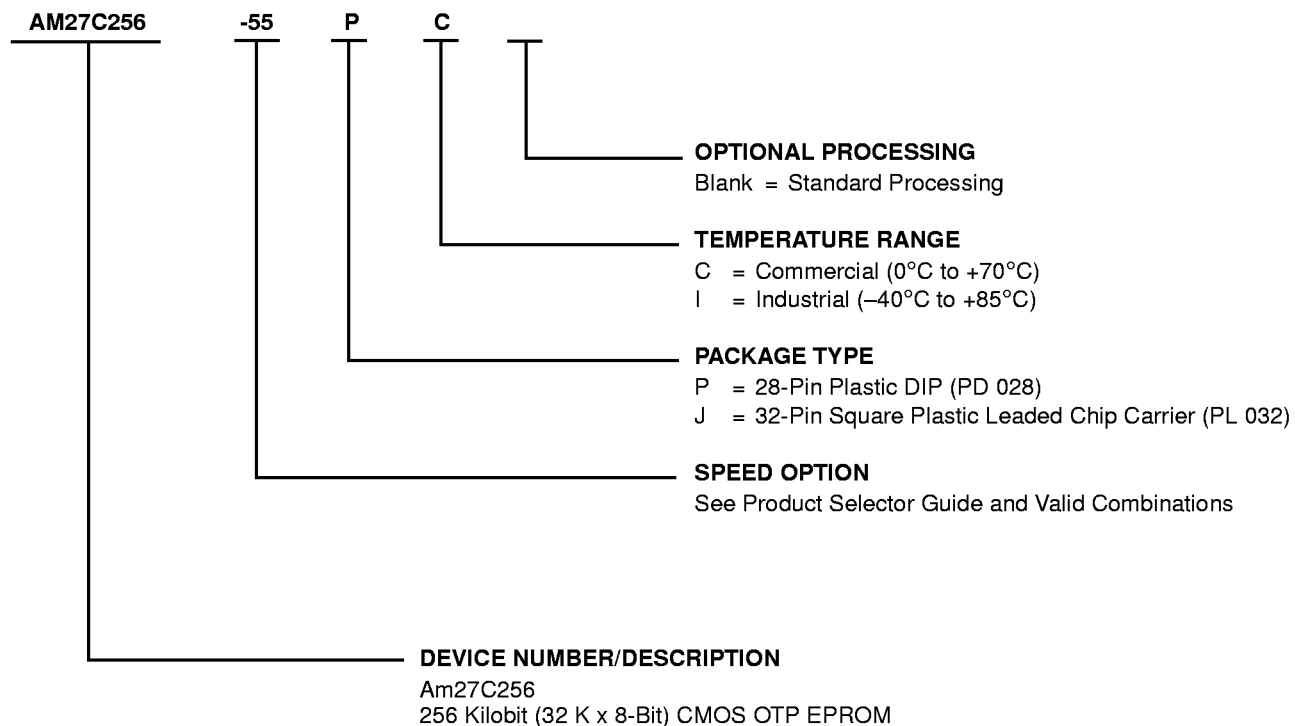 AM27C256 -55 P C
OPTIONAL PROCESSING
Blank = Standard Processing
TEMPERATURE RANGE
C = Commercial (0°C to +70°C)
I = Industrial (–40°C to +85°C)
PACKAGE TYPE
P = 28-Pin Plastic DIP (PD 028)
J = 32-Pin Square Plastic Leaded Chip Carrier (PL 032)
SPEED OPTION
See Product Selector Guide and Valid Combinations
DEVICE NUMBER/DESCRIPTION
Am27C256
256 Kilobit (32 K x 8-Bit) CMOS OTP EPROM